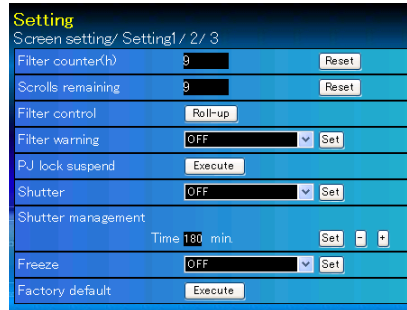 Setting
Screen setting/ Setting1/ 2/ 3
Filter counter(h) 9 Reset
Scrolls remaining 9 Reset
Filter control Roll-up
Filter warning OFF Set
PJ lock suspend Execute
Shutter OFF Set
Shutter management
Time 180 min. Set - +
Freeze OFF Set
Factory default Execute